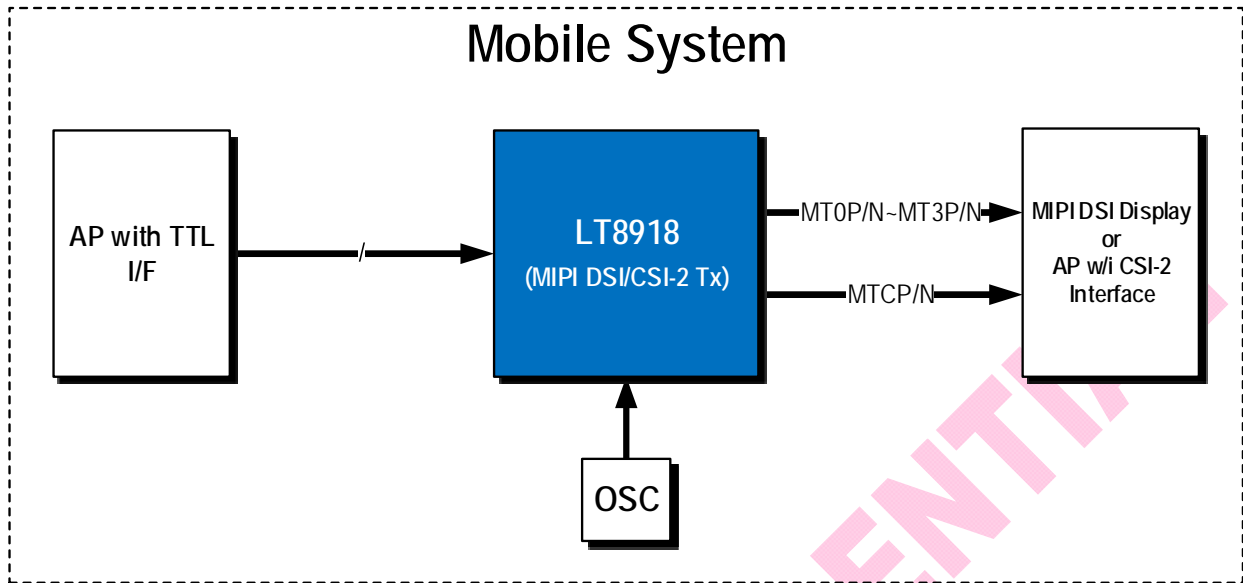 Mobile System
AP with TTL
I/F
/
LT8918
(MIPI DSI/CSI-2 Tx)
MT0P/N~MT3P/N
MTCP/N
MIPI DSI Display
or
AP w/i CSI-2
Interface
OSC